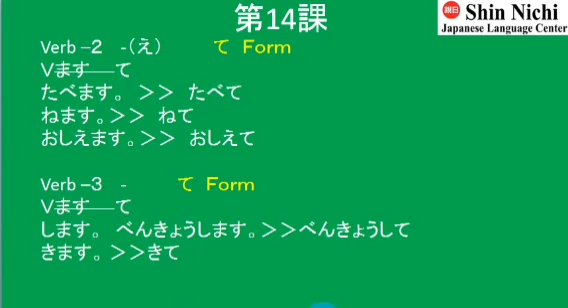 第14課
新日 Shin Nichi
Japanese Language Center
Verb –2 -(え) て Form
Vます て
たべます。 >> たべて
ねます。>> ねて
おしえます。>> おしえて
Verb –3 - て Form
Vます て
します。 べんきょうします。>>べんきょうして
きます。>>きて